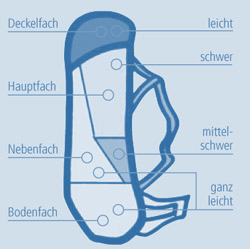 Deckelfach
leicht
schwer
Hauptfach
mittel-
schwer
Nebenfach
ganz
leicht
Bodenfach